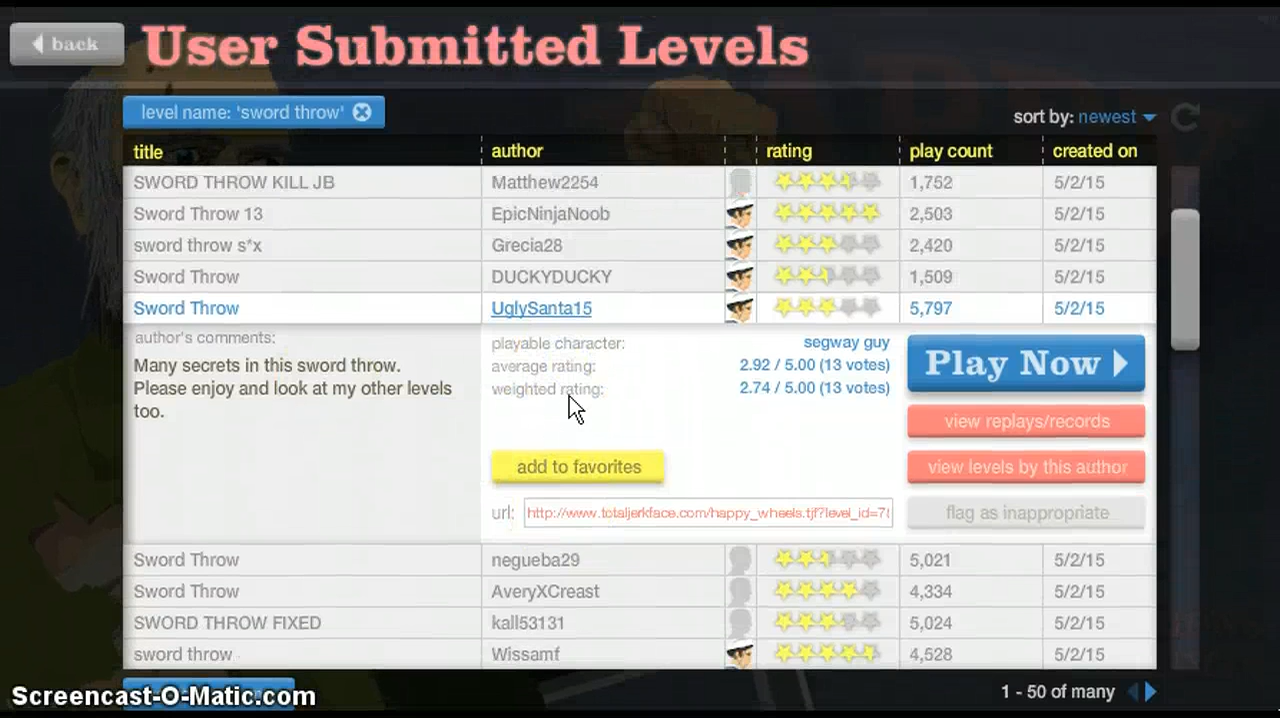 back
User Submitted Levels
level name: 'sword throw'
sort by: newest
title author rating play count created on
SWORD THROW KILL JB Matthew2254 1,752 5/2/15
Sword Throw 13 EpicNinjaNoob 2,503 5/2/15
sword throw s*x Grecia28 2,420 5/2/15
Sword Throw DUCKYDUCKY 1,509 5/2/15
Sword Throw UglySanta15 5,797 5/2/15
author's comments:
Many secrets in this sword throw.
Please enjoy and look at my other levels
too.
playable character: segway guy
average rating: 2.92 / 5.00 (13 votes)
weighted rating: 2.74 / 5.00 (13 votes)
add to favorites
url: http://www.totaljerkface.com/happy_wheels.tjf?level_id=7
Play Now
view replays/records
view levels by this author
flag as inappropriate
Sword Throw negueba29 5,021 5/2/15
Sword Throw AveryXCreast 4,334 5/2/15
SWORD THROW FIXED kall53131 5,024 5/2/15
sword throw Wissamf 4,528 5/2/15
Screencast-O-Matic.com
1 - 50 of many